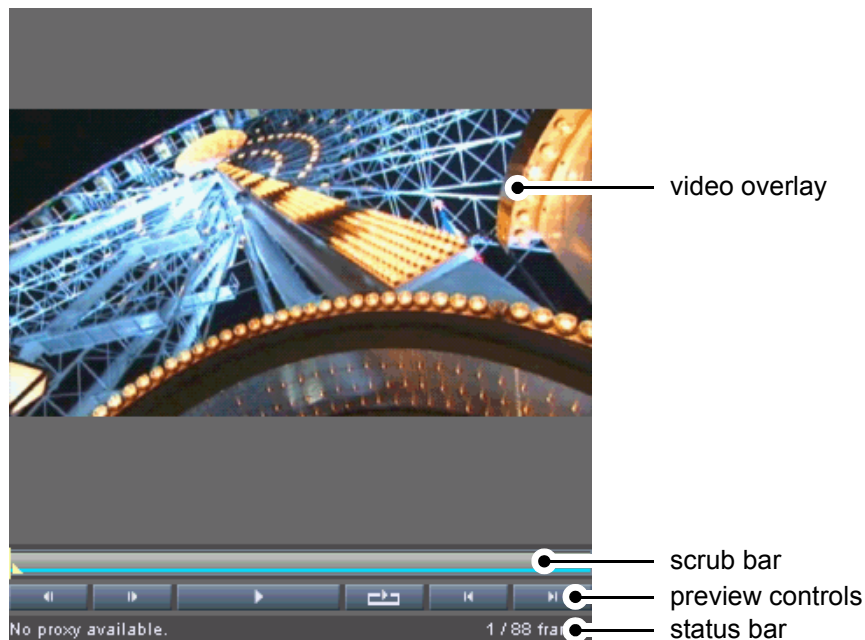 video overlay
scrub bar
preview controls
No proxy available.
1 / 88
status bar